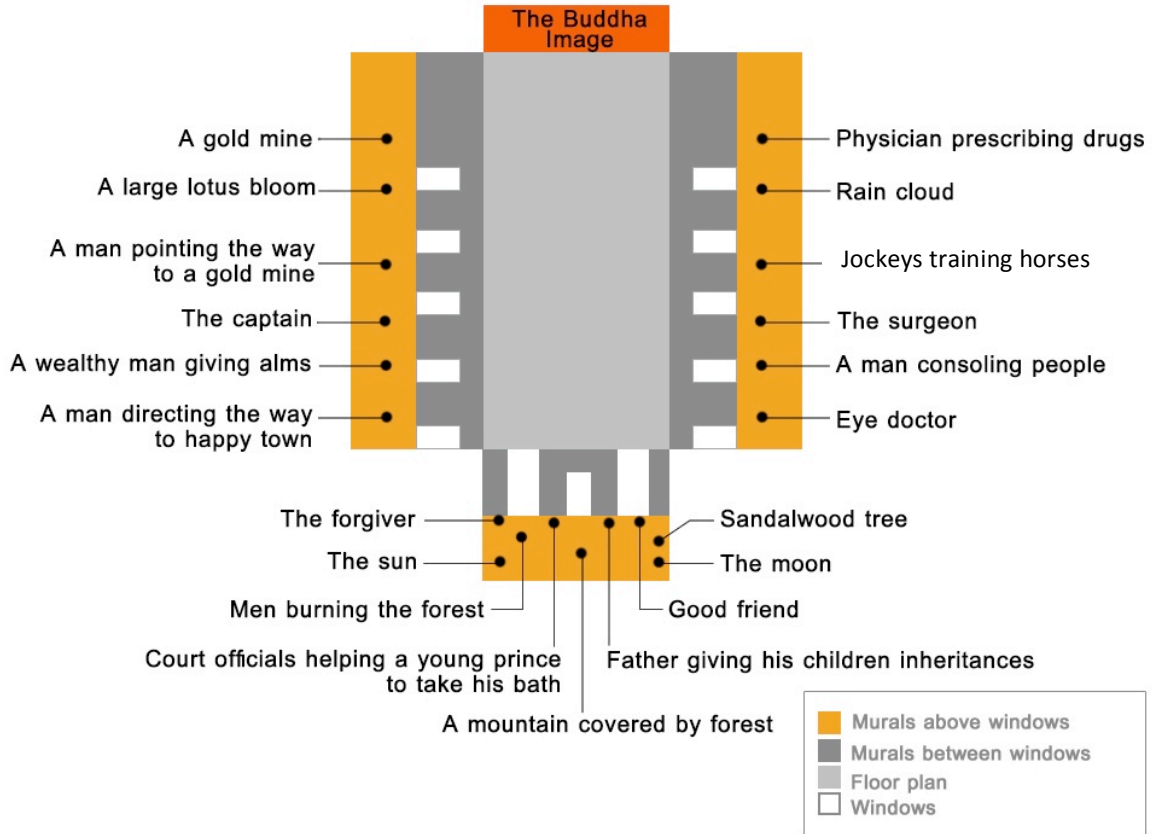 The Buddha
Image
A gold mine
A large lotus bloom
A man pointing the way
to a gold mine
The captain
A wealthy man giving alms
A man directing the way
to happy town
Physician prescribing drugs
Rain cloud
Jockeys training horses
The surgeon
A man consoling people
Eye doctor
The forgiver
The sun
Men burning the forest
Court officials helping a young prince
to take his bath
A mountain covered by forest
Sandalwood tree
The moon
Good friend
Father giving his children inheritances
Murals above windows
Murals between windows
Floor plan
Windows